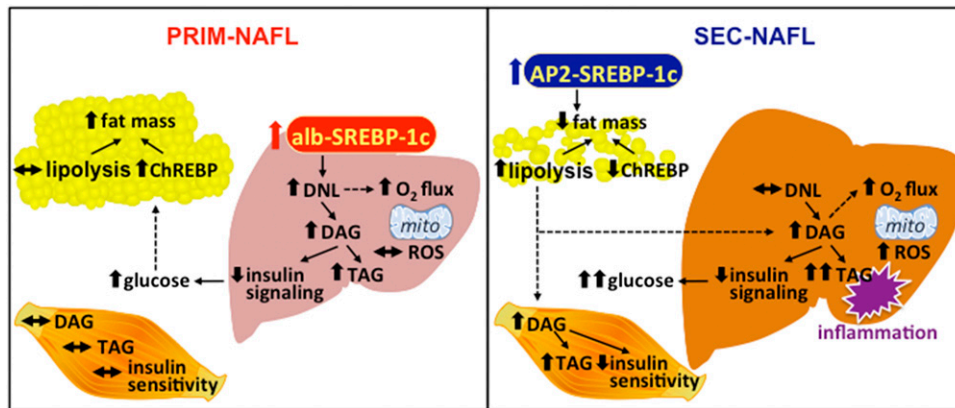 PRIM-NAFL
⬆ alb-SREBP-1c
⬆ fat mass
↔ lipolysis ⬆ ChREBP
⬆ DNL ⇢ ⬆ O₂ flux
mito
⬆ DAG
↔ ROS
⬆ glucose
⬇ insulin signaling
⬆ TAG
↔ DAG
↔ TAG
↔ insulin
sensitivity
SEC-NAFL
⬆ AP2-SREBP-1c
⬇ fat mass
⬆ lipolysis ⬇ ChREBP
↔ DNL
⬆ O₂ flux
mito
⬆ DAG
⬆ ROS
⬆⬆ glucose
⬇ insulin signaling
⬆⬆ TAG
inflammation
⬆ DAG
⬆ TAG ⬇ insulin
sensitivity